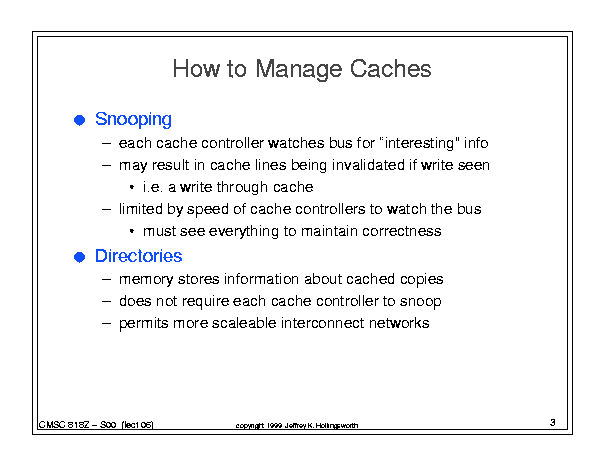 How to Manage Caches
● Snooping
– each cache controller watches bus for “interesting” info
– may result in cache lines being invalidated if write seen
• i.e. a write through cache
– limited by speed of cache controllers to watch the bus
• must see everything to maintain correctness
● Directories
– memory stores information about cached copies
– does not require each cache controller to snoop
– permits more scaleable interconnect networks
CMSC 818Z – S00 (lect 06)
copyright 1999 Jeffrey K. Hollingsworth
3